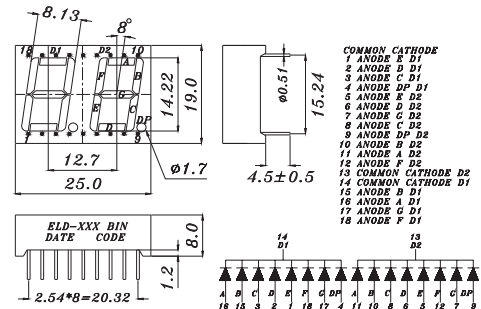 8.13
8°
18 D1 D2 10
A
F B
G
E C
D DP
1 9
14.22
19.0
12.7
Ø1.7
25.0
Ø0.51
15.24
4.5±0.5
COMMON CATHODE
1 ANODE E D1
2 ANODE D D1
3 ANODE C D1
4 ANODE DP D1
5 ANODE E D2
6 ANODE D D2
7 ANODE G D2
8 ANODE C D2
9 ANODE DP D2
10 ANODE B D2
11 ANODE A D2
12 ANODE F D2
13 COMMON CATHODE D2
14 COMMON CATHODE D1
15 ANODE B D1
16 ANODE A D1
17 ANODE G D1
18 ANODE F D1
ELD-XXX BIN
DATE CODE
8.0
1.2
2.54*8=20.32
14 13
D1 D2
A B C D E F G DP A B C D E F G DP
16 15 3 2 1 18 17 4 11 10 8 6 5 12 7 9